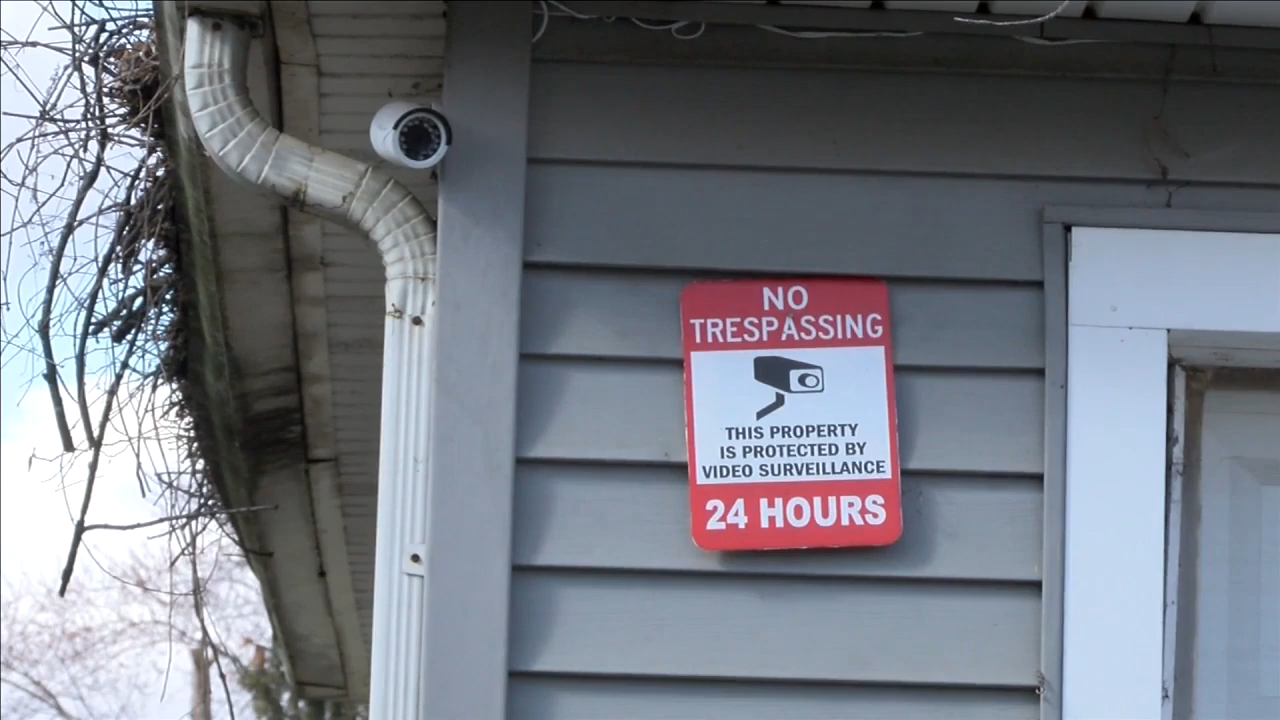 NO
TRESPASSING
THIS PROPERTY
IS PROTECTED BY
VIDEO SURVEILLANCE
24 HOURS